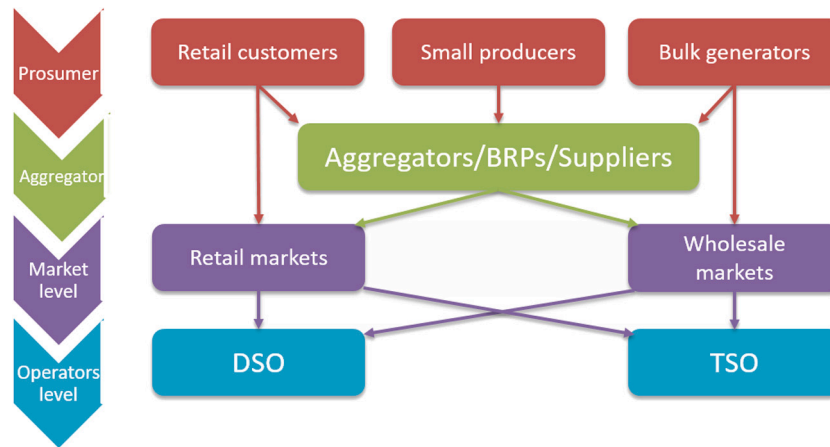 Prosumer
Retail customers
Small producers
Bulk generators
Aggregator
Aggregators/BRPs/Suppliers
Market
level
Retail markets
Wholesale
markets
Operators
level
DSO
TSO